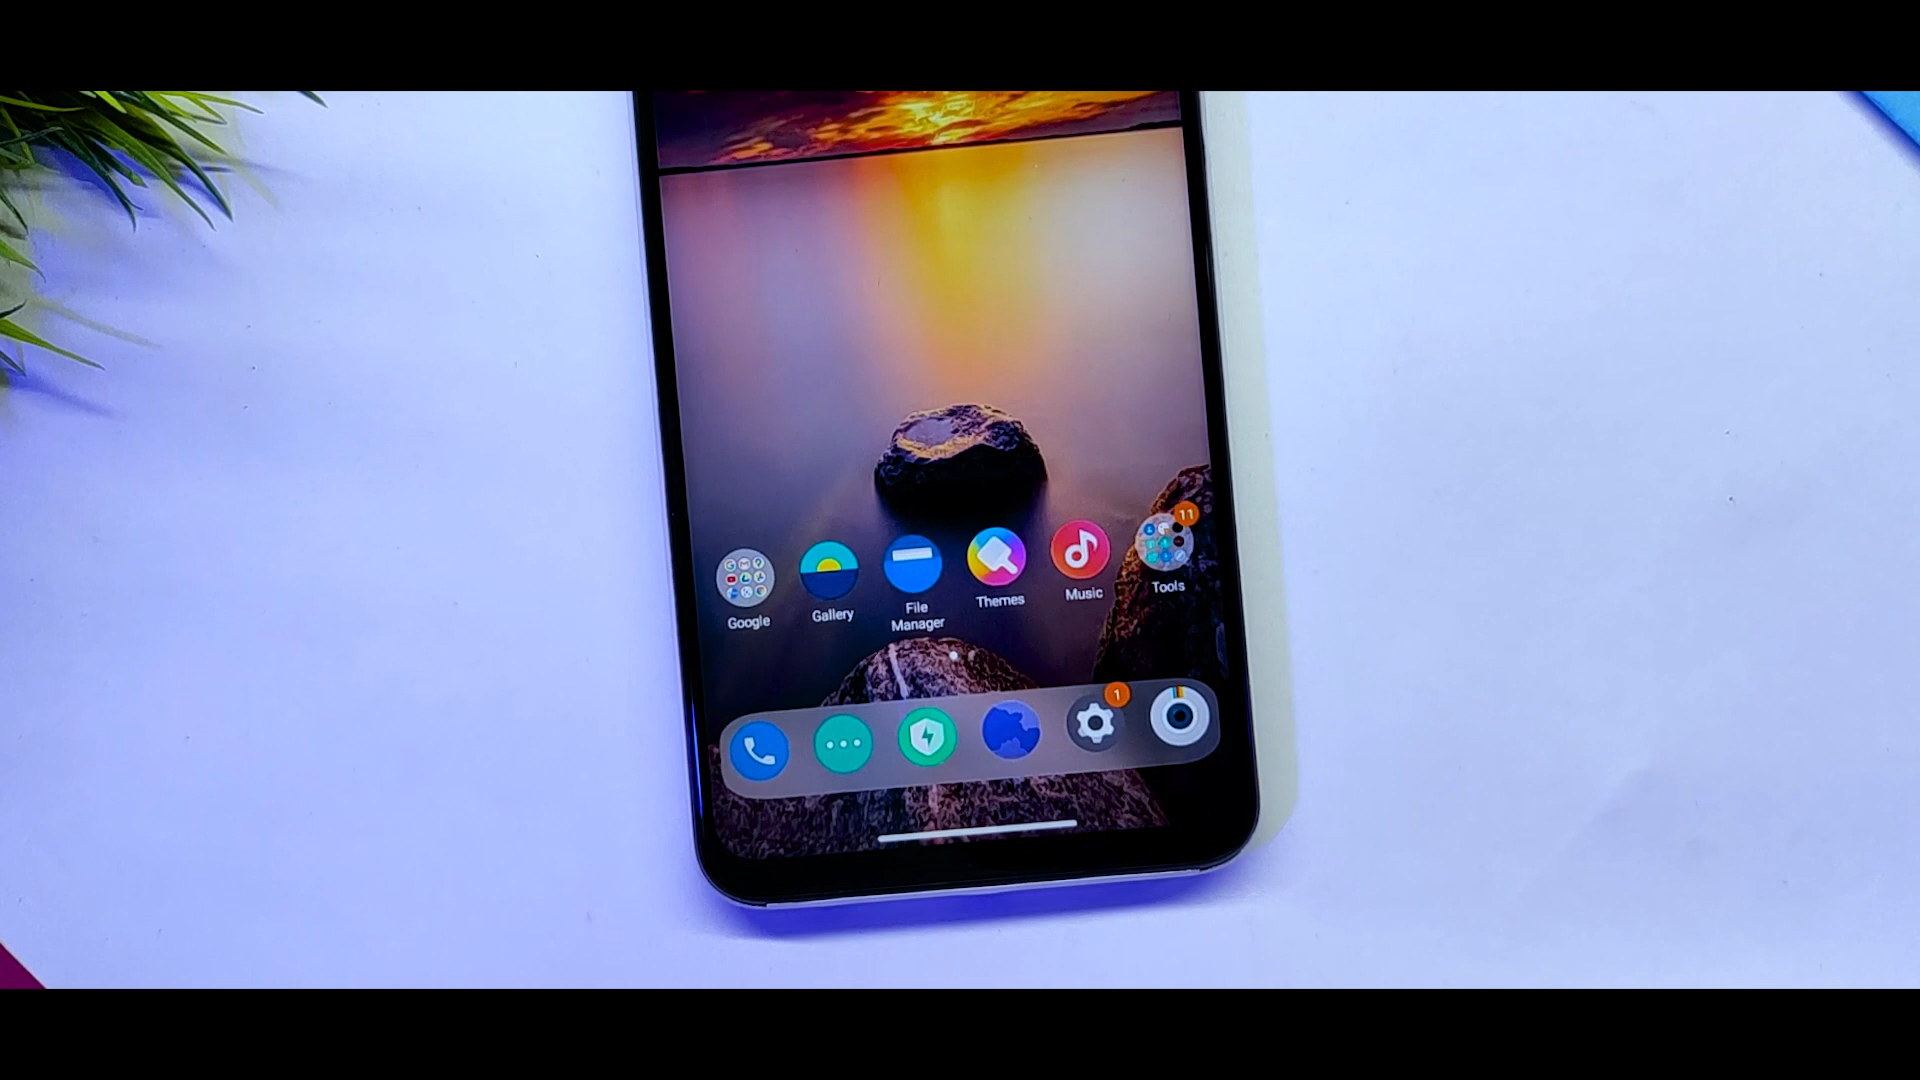 11
Google
Gallery
File
Manager
Themes
Music
Tools
1